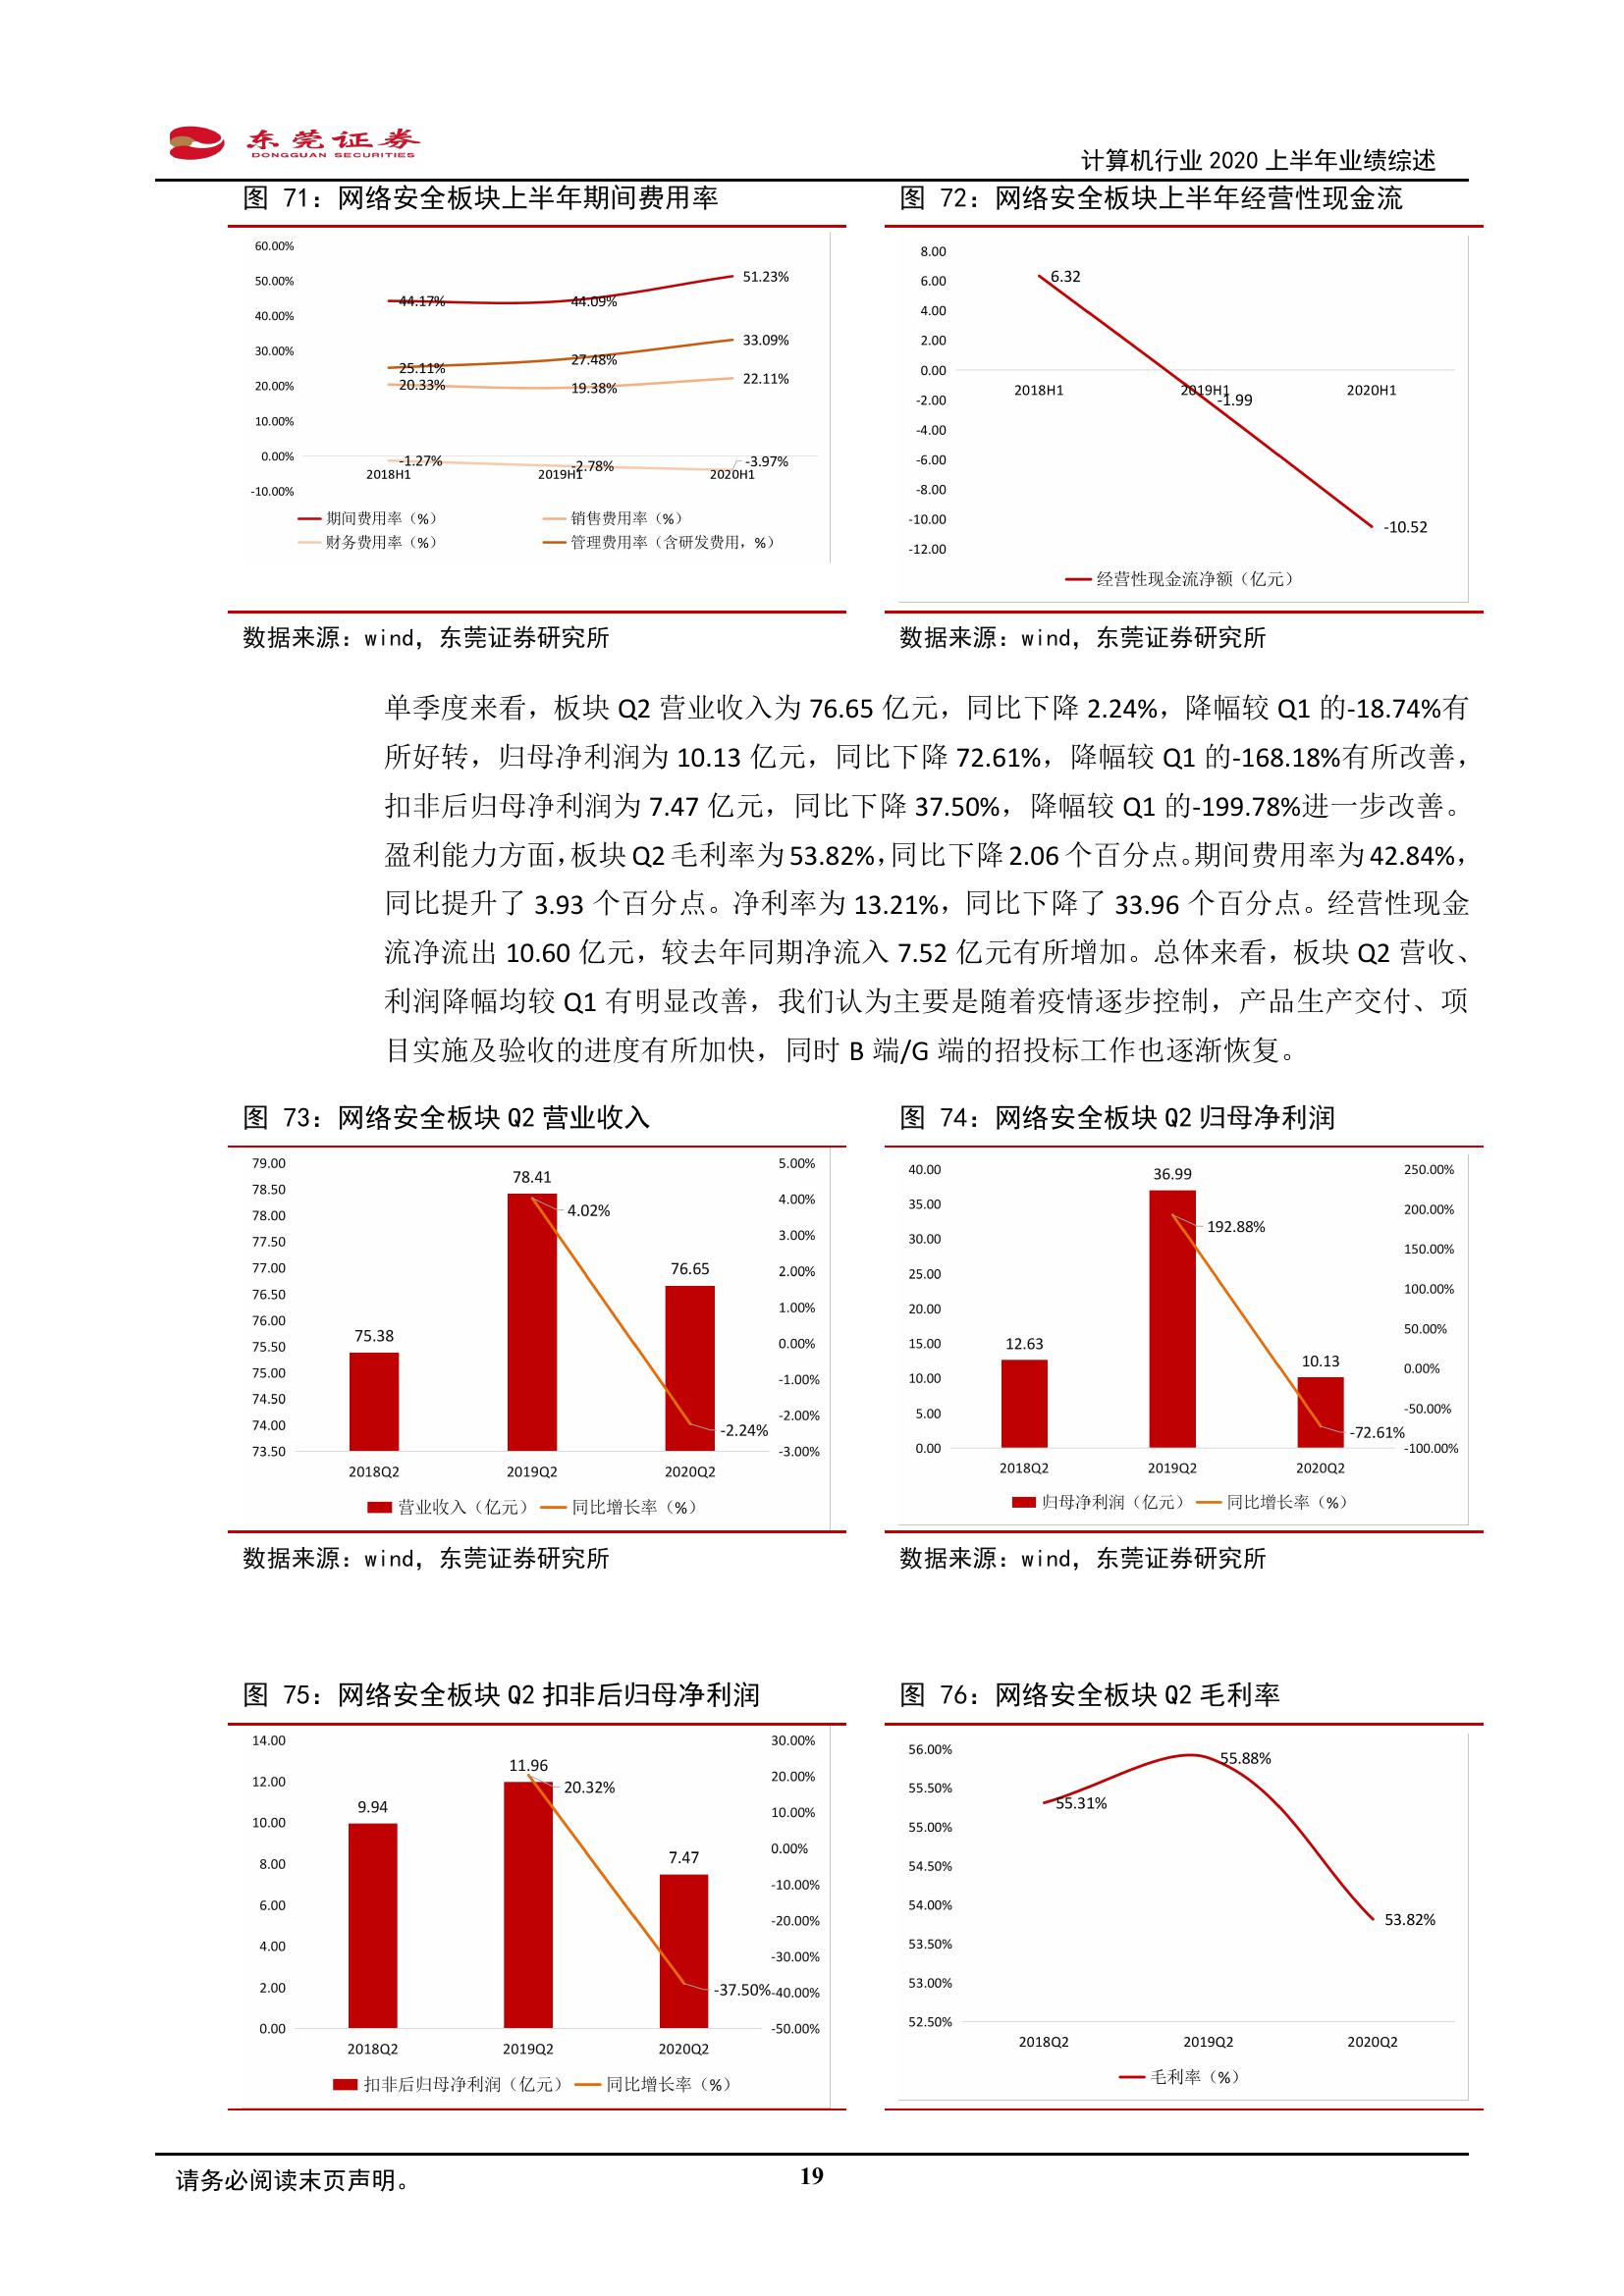 东莞证券
DONGGUAN SECURITIES
计算机行业 2020 上半年业绩综述
图 71：网络安全板块上半年期间费用率
60.00%
50.00%
40.00%
30.00%
20.00%
10.00%
0.00%
-10.00%
44.17%
44.09%
51.23%
25.11%
27.48%
33.09%
20.33%
19.38%
22.11%
-1.27%
-2.78%
-3.97%
2018H1
2019H1
2020H1
期间费用率（%）
销售费用率（%）
财务费用率（%）
管理费用率（含研发费用，%）
数据来源：wind，东莞证券研究所
图 72：网络安全板块上半年经营性现金流
8.00
6.00
4.00
2.00
0.00
-2.00
-4.00
-6.00
-8.00
-10.00
-12.00
6.32
-1.99
-10.52
2018H1
2019H1
2020H1
经营性现金流净额（亿元）
数据来源：wind，东莞证券研究所
单季度来看，板块 Q2 营业收入为 76.65 亿元，同比下降 2.24%，降幅较 Q1 的-18.74%有
所好转，归母净利润为 10.13 亿元，同比下降 72.61%，降幅较 Q1 的-168.18%有所改善，
扣非后归母净利润为 7.47 亿元，同比下降 37.50%，降幅较 Q1 的-199.78%进一步改善。
盈利能力方面，板块 Q2 毛利率为 53.82%，同比下降 2.06 个百分点。期间费用率为 42.84%，
同比提升了 3.93 个百分点。净利率为 13.21%，同比下降了 33.96 个百分点。经营性现金
流净流出 10.60 亿元，较去年同期净流入 7.52 亿元有所增加。总体来看，板块 Q2 营收、
利润降幅均较 Q1 有明显改善，我们认为主要是随着疫情逐步控制，产品生产交付、项
目实施及验收的进度有所加快，同时 B 端/G 端的招投标工作也逐渐恢复。
图 73：网络安全板块 Q2 营业收入
79.00
78.50
78.00
77.50
77.00
76.50
76.00
75.50
75.00
74.50
74.00
73.50
75.38
78.41
76.65
4.02%
-2.24%
5.00%
4.00%
3.00%
2.00%
1.00%
0.00%
-1.00%
-2.00%
-3.00%
2018Q2
2019Q2
2020Q2
营业收入（亿元）
同比增长率（%）
数据来源：wind，东莞证券研究所
图 74：网络安全板块 Q2 归母净利润
40.00
35.00
30.00
25.00
20.00
15.00
10.00
5.00
0.00
12.63
36.99
10.13
192.88%
-72.61%
250.00%
200.00%
150.00%
100.00%
50.00%
0.00%
-50.00%
-100.00%
2018Q2
2019Q2
2020Q2
归母净利润（亿元）
同比增长率（%）
数据来源：wind，东莞证券研究所
图 75：网络安全板块 Q2 扣非后归母净利润
14.00
12.00
10.00
8.00
6.00
4.00
2.00
0.00
9.94
11.96
7.47
20.32%
-37.50%
30.00%
20.00%
10.00%
0.00%
-10.00%
-20.00%
-30.00%
-40.00%
-50.00%
2018Q2
2019Q2
2020Q2
扣非后归母净利润（亿元）
同比增长率（%）
图 76：网络安全板块 Q2 毛利率
56.00%
55.50%
55.00%
54.50%
54.00%
53.50%
53.00%
52.50%
55.31%
55.88%
53.82%
2018Q2
2019Q2
2020Q2
毛利率（%）
请务必阅读末页声明。
19